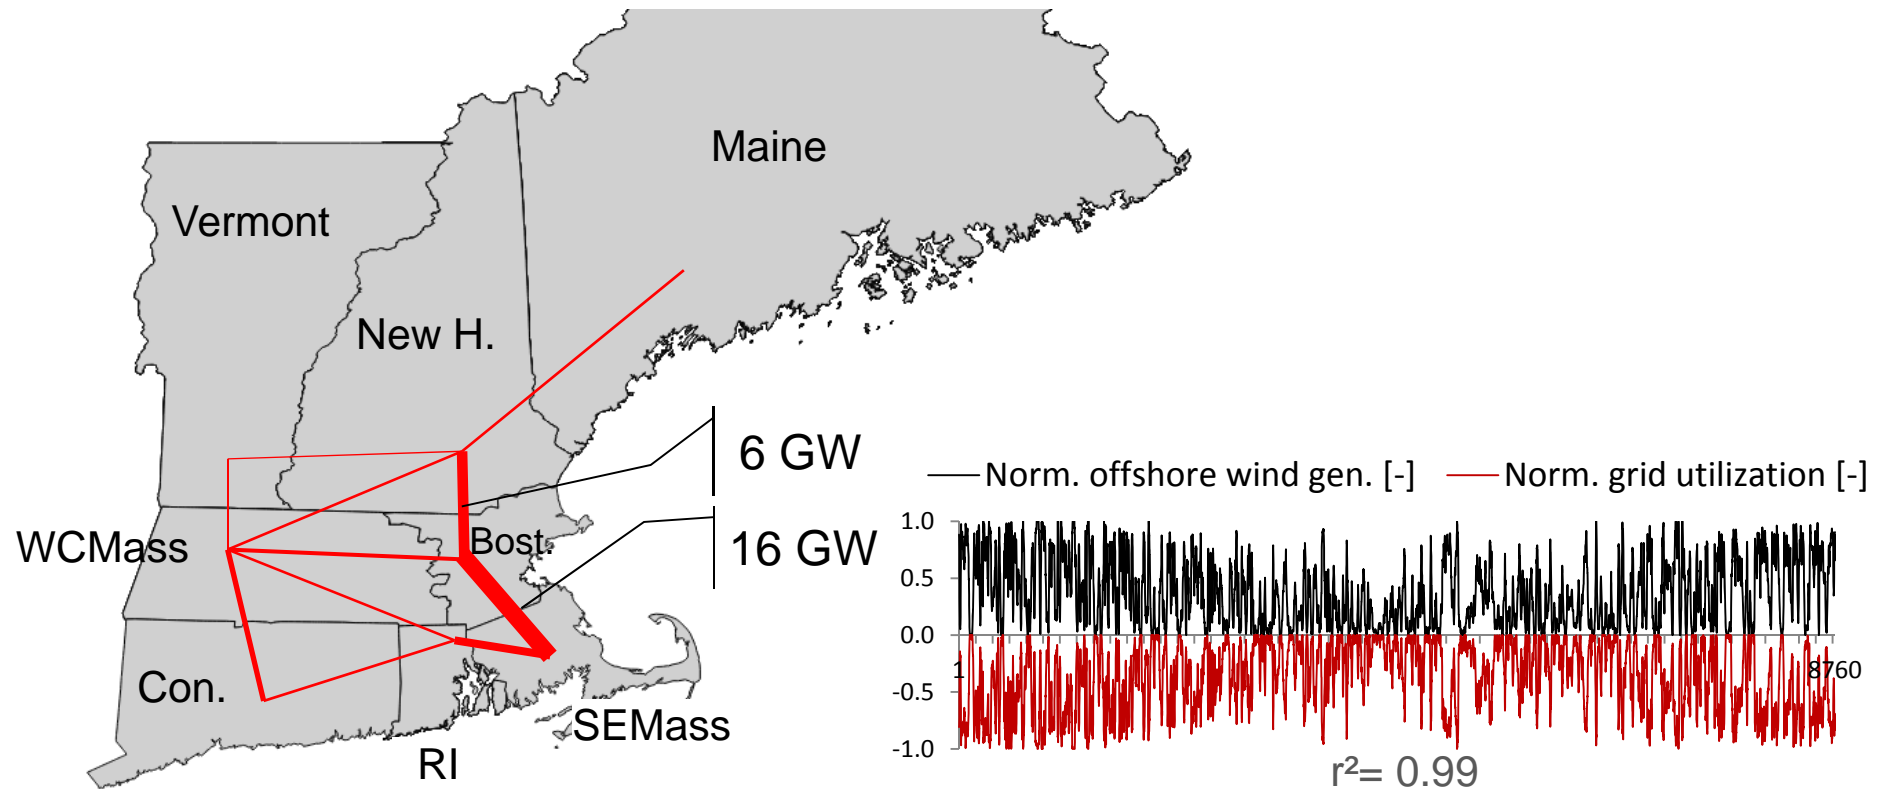 Maine
Vermont
New H.
6 GW
Norm. offshore wind gen. [-]
Norm. grid utilization [-]
WCMass
Bost.
16 GW
1.0
0.5
0.0
1
8760
-0.5
-1.0
Con.
SEMass
RI
r²= 0.99